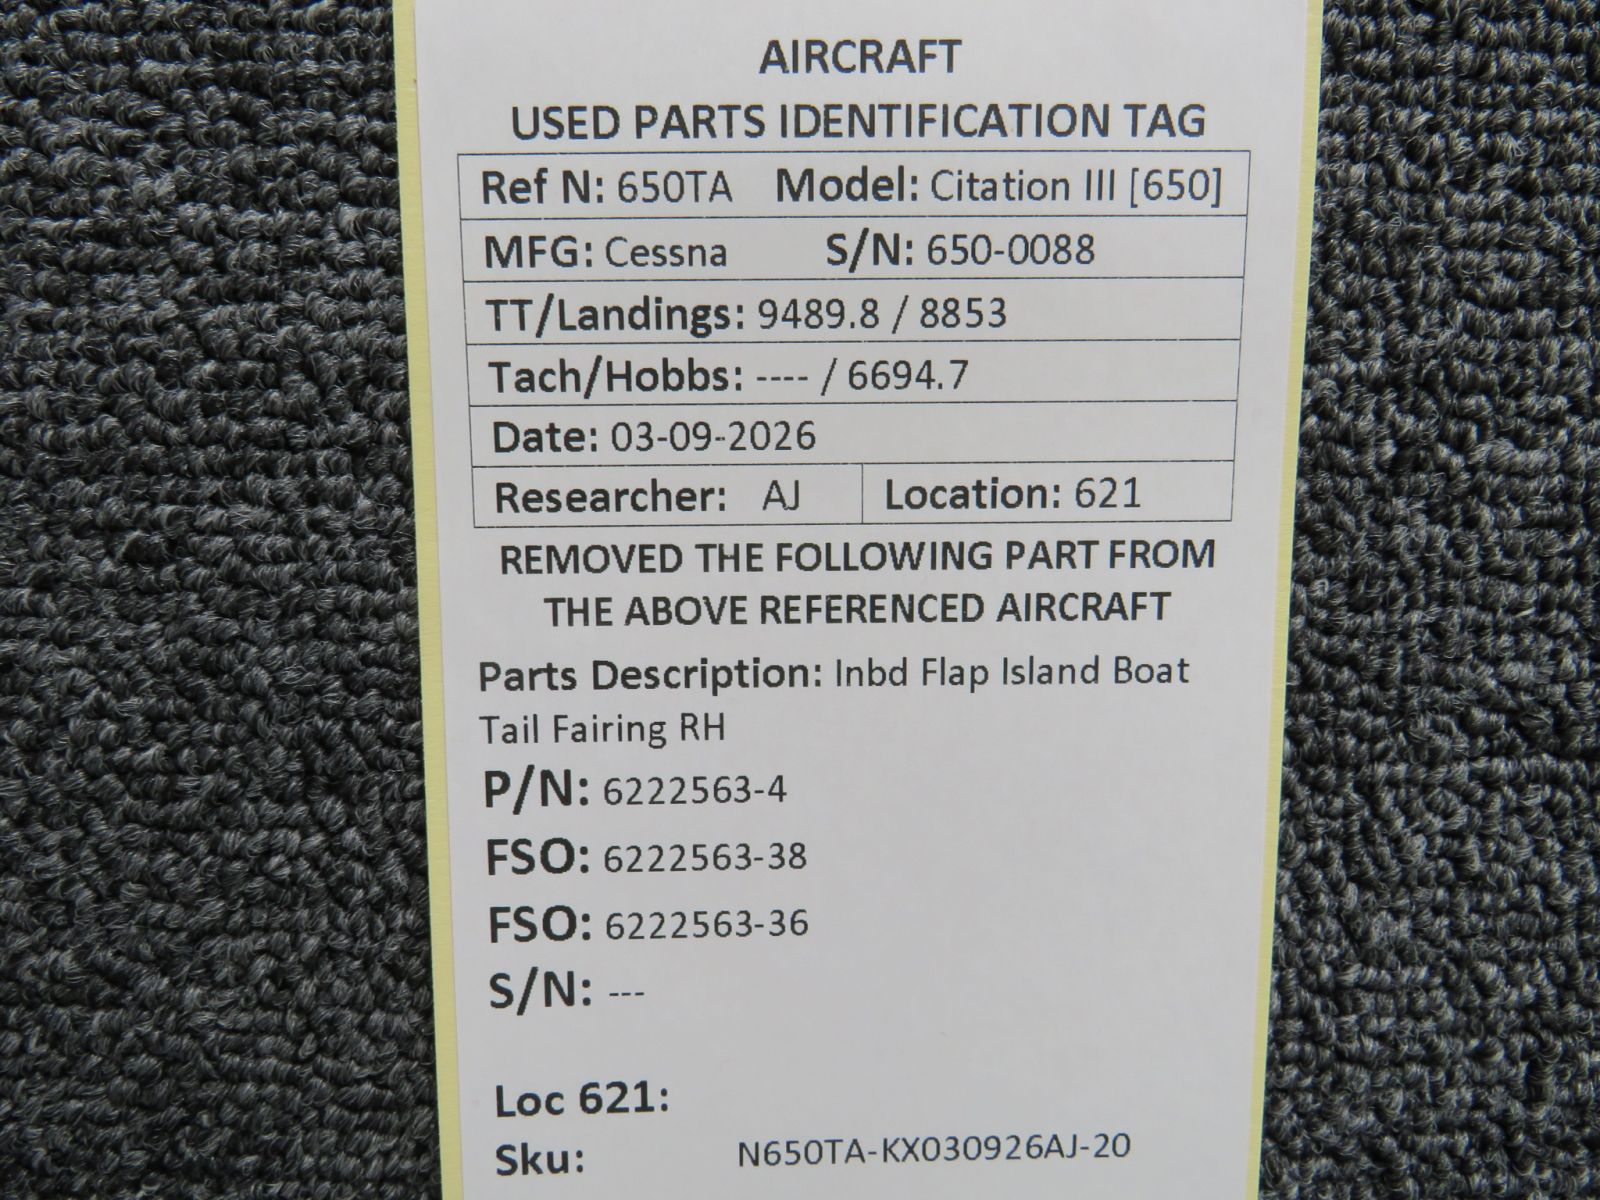 AIRCRAFT
USED PARTS IDENTIFICATION TAG
Ref N: 650TA Model: Citation III [650]
MFG: Cessna S/N: 650-0088
TT/Landings: 9489.8 / 8853
Tach/Hobbs: ---- / 6694.7
Date: 03-09-2026
Researcher: AJ Location: 621
REMOVED THE FOLLOWING PART FROM
THE ABOVE REFERENCED AIRCRAFT
Parts Description: Inbd Flap Island Boat
Tail Fairing RH
P/N: 6222563-4
FSO: 6222563-38
FSO: 6222563-36
S/N: ---
Loc 621:
Sku: N650TA-KX030926AJ-20